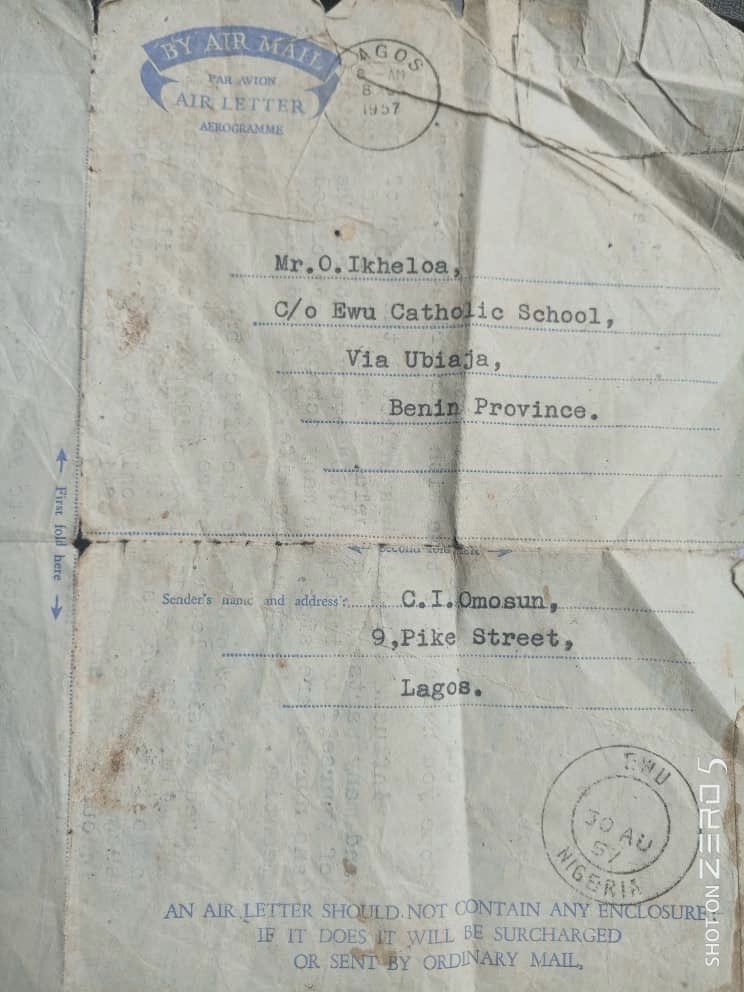 BY AIR MAIL
PAR AVION
AIR LETTER
AEROGRAMME
LAGOS
AM
8
1957
Mr.O.Ikheloa,
C/o Ewu Catholic School,
Via Ubiaja,
Benin Province.
First fold here
Second fold here
Sender's name and address:
C.I.Omosun,
9,Pike Street,
Lagos.
EWU
30 AU
57
NIGERIA
AN AIR LETTER SHOULD NOT CONTAIN ANY ENCLOSURE;
IF IT DOES IT WILL BE SURCHARGED
OR SENT BY ORDINARY MAIL,
SHOT ON ZERO 5